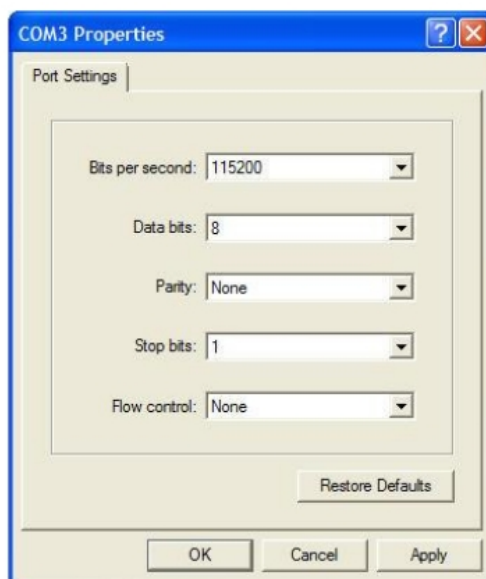 COM3 Properties
Port Settings
Bits per second: 115200
Data bits: 8
Parity: None
Stop bits: 1
Flow control: None
Restore Defaults
OK Cancel Apply